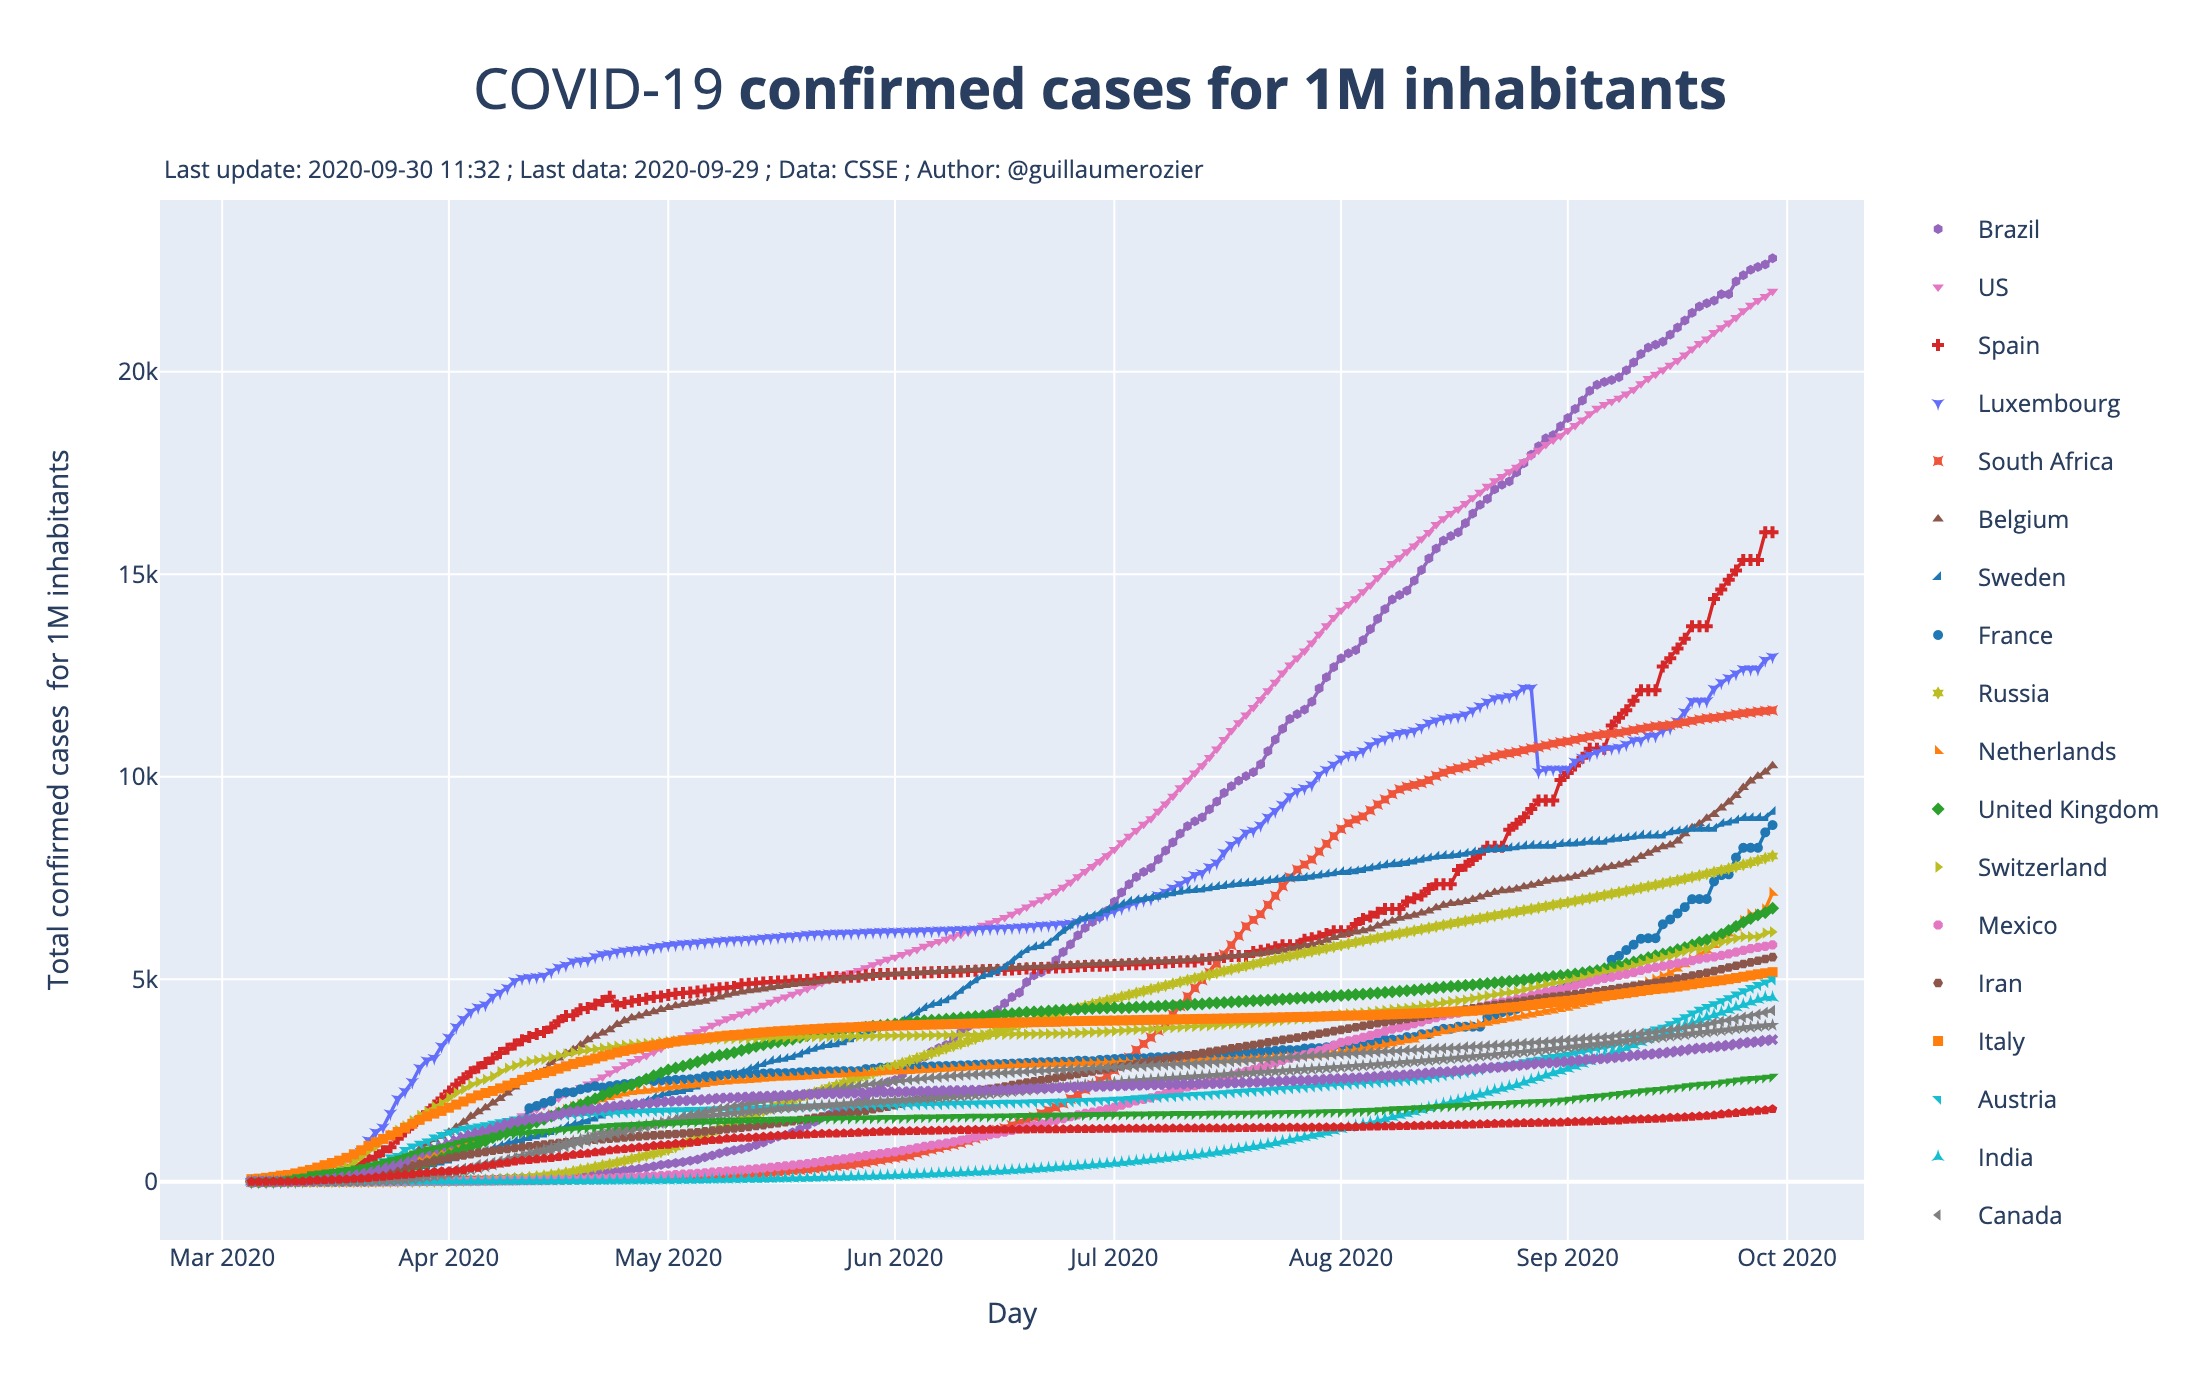 COVID-19 confirmed cases for 1M inhabitants
Last update: 2020-09-30 11:32 ; Last data: 2020-09-29 ; Data: CSSE ; Author: @guillaumerozier
Total confirmed cases for 1M inhabitants
20k
15k
10k
5k
0
Mar 2020
Apr 2020
May 2020
Jun 2020
Jul 2020
Aug 2020
Sep 2020
Oct 2020
Day
Brazil
US
Spain
Luxembourg
South Africa
Belgium
Sweden
France
Russia
Netherlands
United Kingdom
Switzerland
Mexico
Iran
Italy
Austria
India
Canada